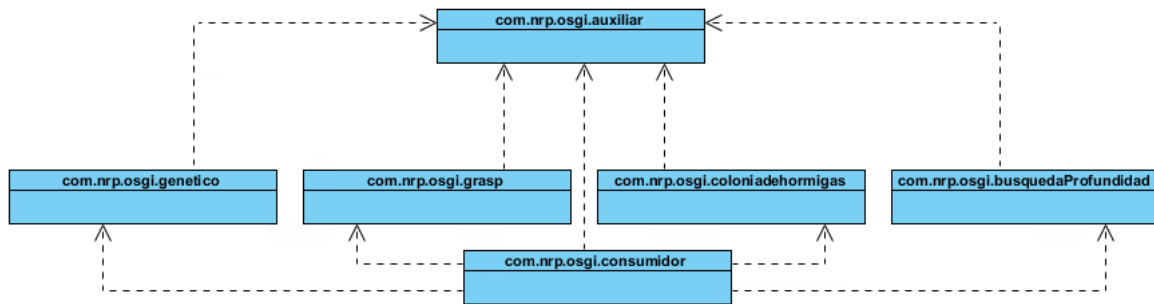 com.nrp.osgi.auxiliar
com.nrp.osgi.genetico
com.nrp.osgi.grasp
com.nrp.osgi.coloniadehormigas
com.nrp.osgi.busquedaProfundidad
com.nrp.osgi.consumidor